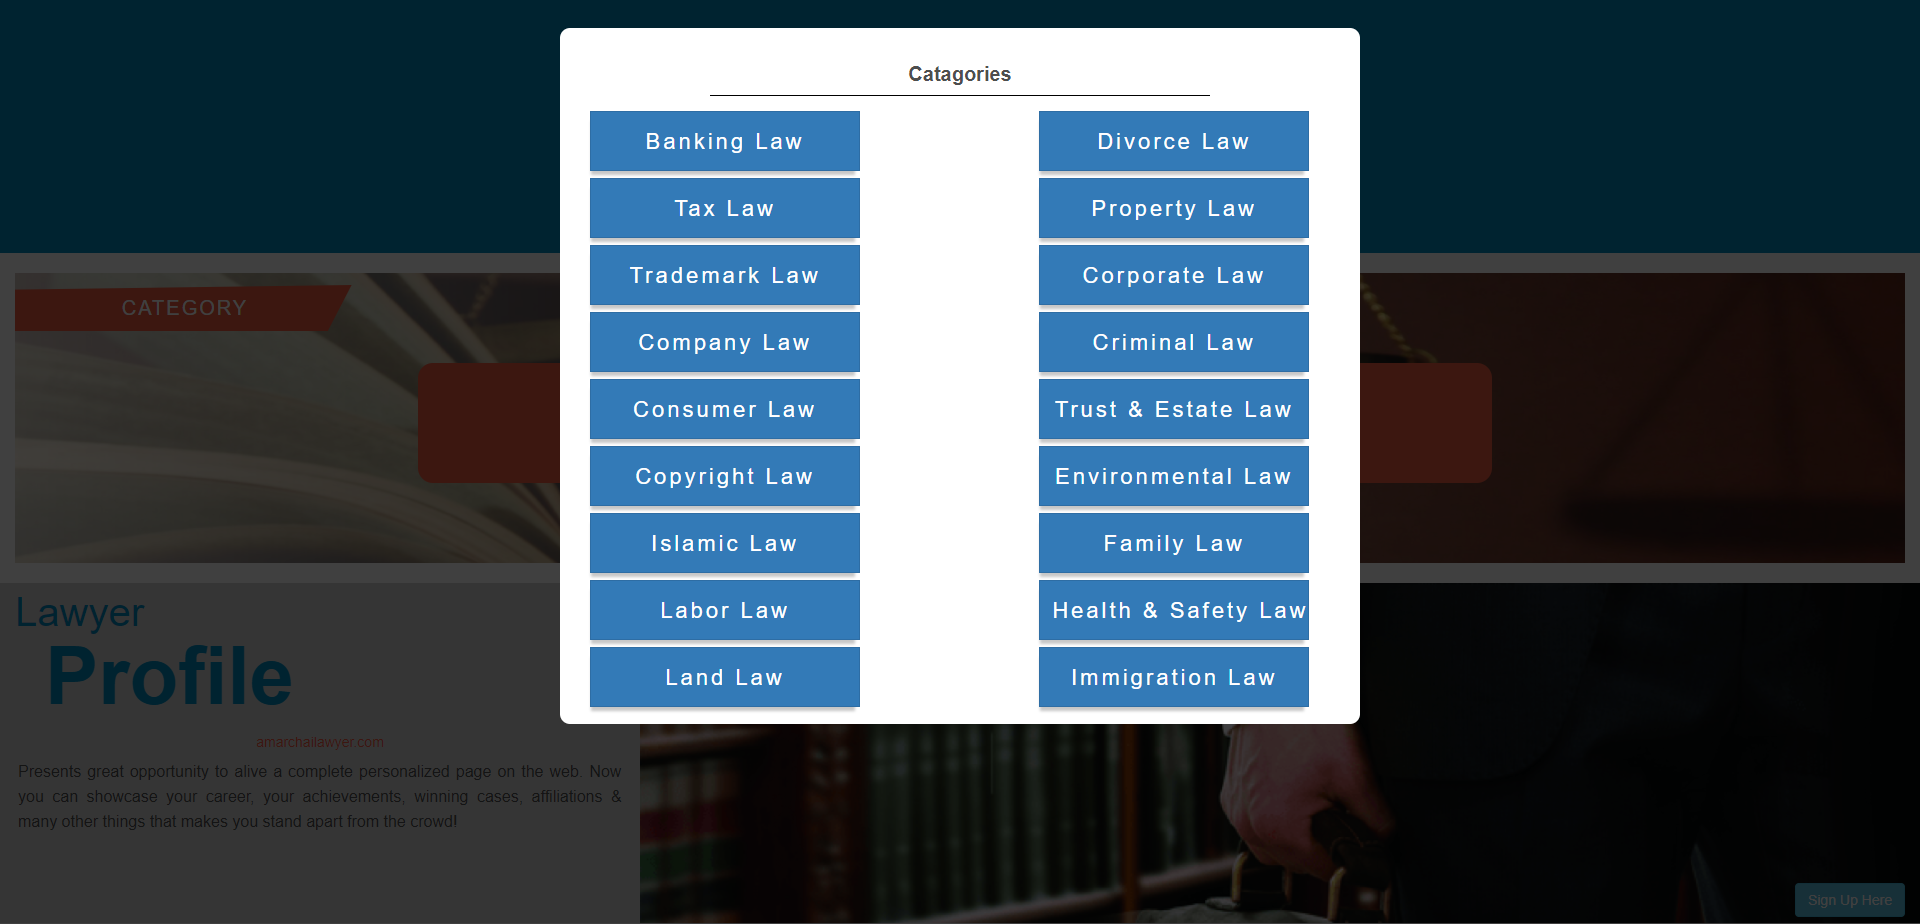 Catagories
Banking Law
Divorce Law
Tax Law
Property Law
Trademark Law
Corporate Law
Company Law
Criminal Law
Consumer Law
Trust & Estate Law
Copyright Law
Environmental Law
Islamic Law
Family Law
Labor Law
Health & Safety Law
Land Law
Immigration Law
CATEGORY
Lawyer
Profile
amarchailawyer.com
Presents great opportunity to alive a complete personalized page on the web. Now
you can showcase your career, your achievements, winning cases, affiliations &
many other things that makes you stand apart from the crowd!
Sign Up Here